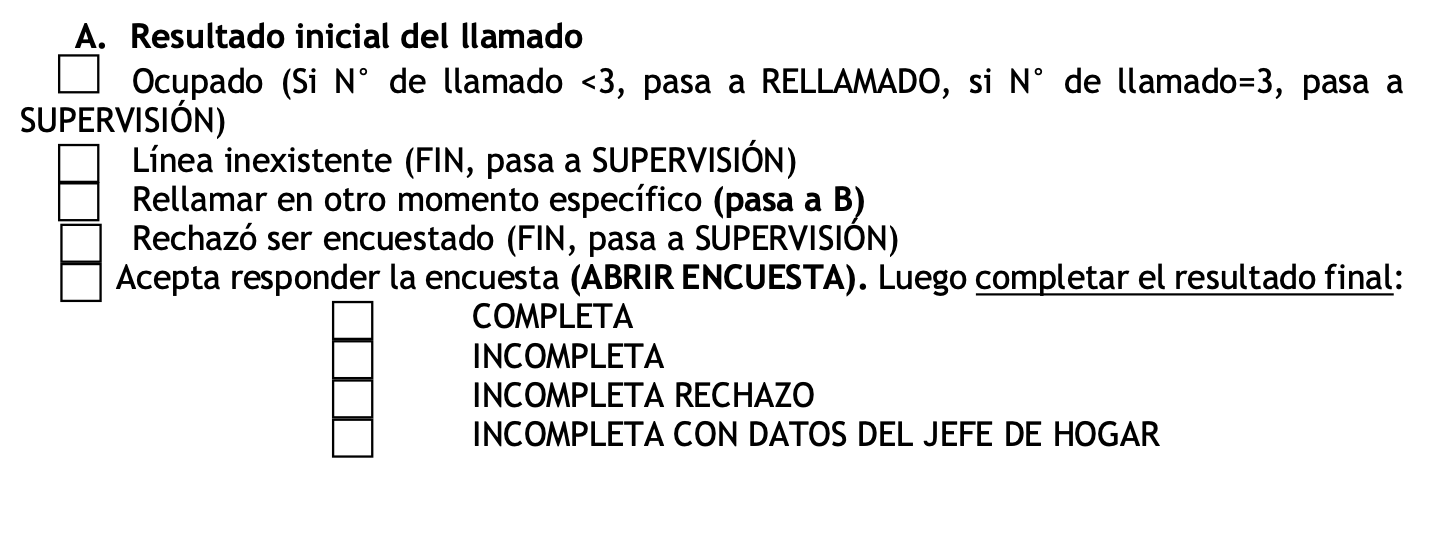 A. Resultado inicial del llamado
Ocupado (Si N° de llamado <3, pasa a RELLAMADO, si N° de llamado=3, pasa a
SUPERVISIÓN)
Línea inexistente (FIN, pasa a SUPERVISIÓN)
Rellamar en otro momento específico (pasa a B)
Rechazó ser encuestado (FIN, pasa a SUPERVISIÓN)
Acepta responder la encuesta (ABRIR ENCUESTA). Luego completar el resultado final:
COMPLETA
INCOMPLETA
INCOMPLETA RECHAZO
INCOMPLETA CON DATOS DEL JEFE DE HOGAR